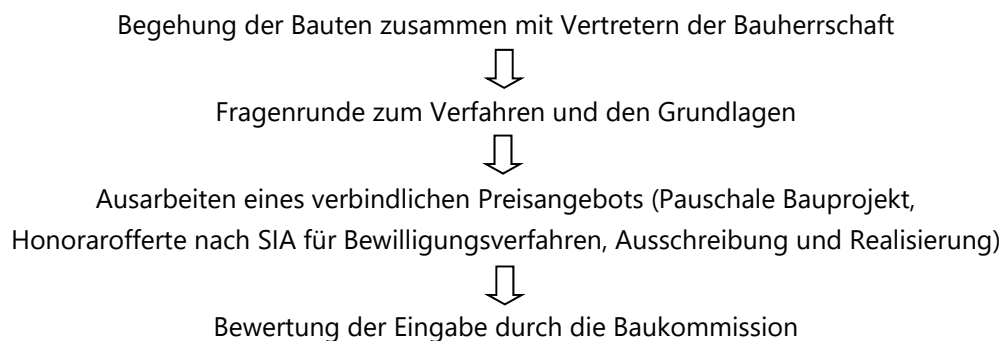 Begehung der Bauten zusammen mit Vertretern der Bauherrschaft
Fragenrunde zum Verfahren und den Grundlagen
Ausarbeiten eines verbindlichen Preisangebots (Pauschale Bauprojekt,
Honorarofferte nach SIA für Bewilligungsverfahren, Ausschreibung und Realisierung)
Bewertung der Eingabe durch die Baukommission